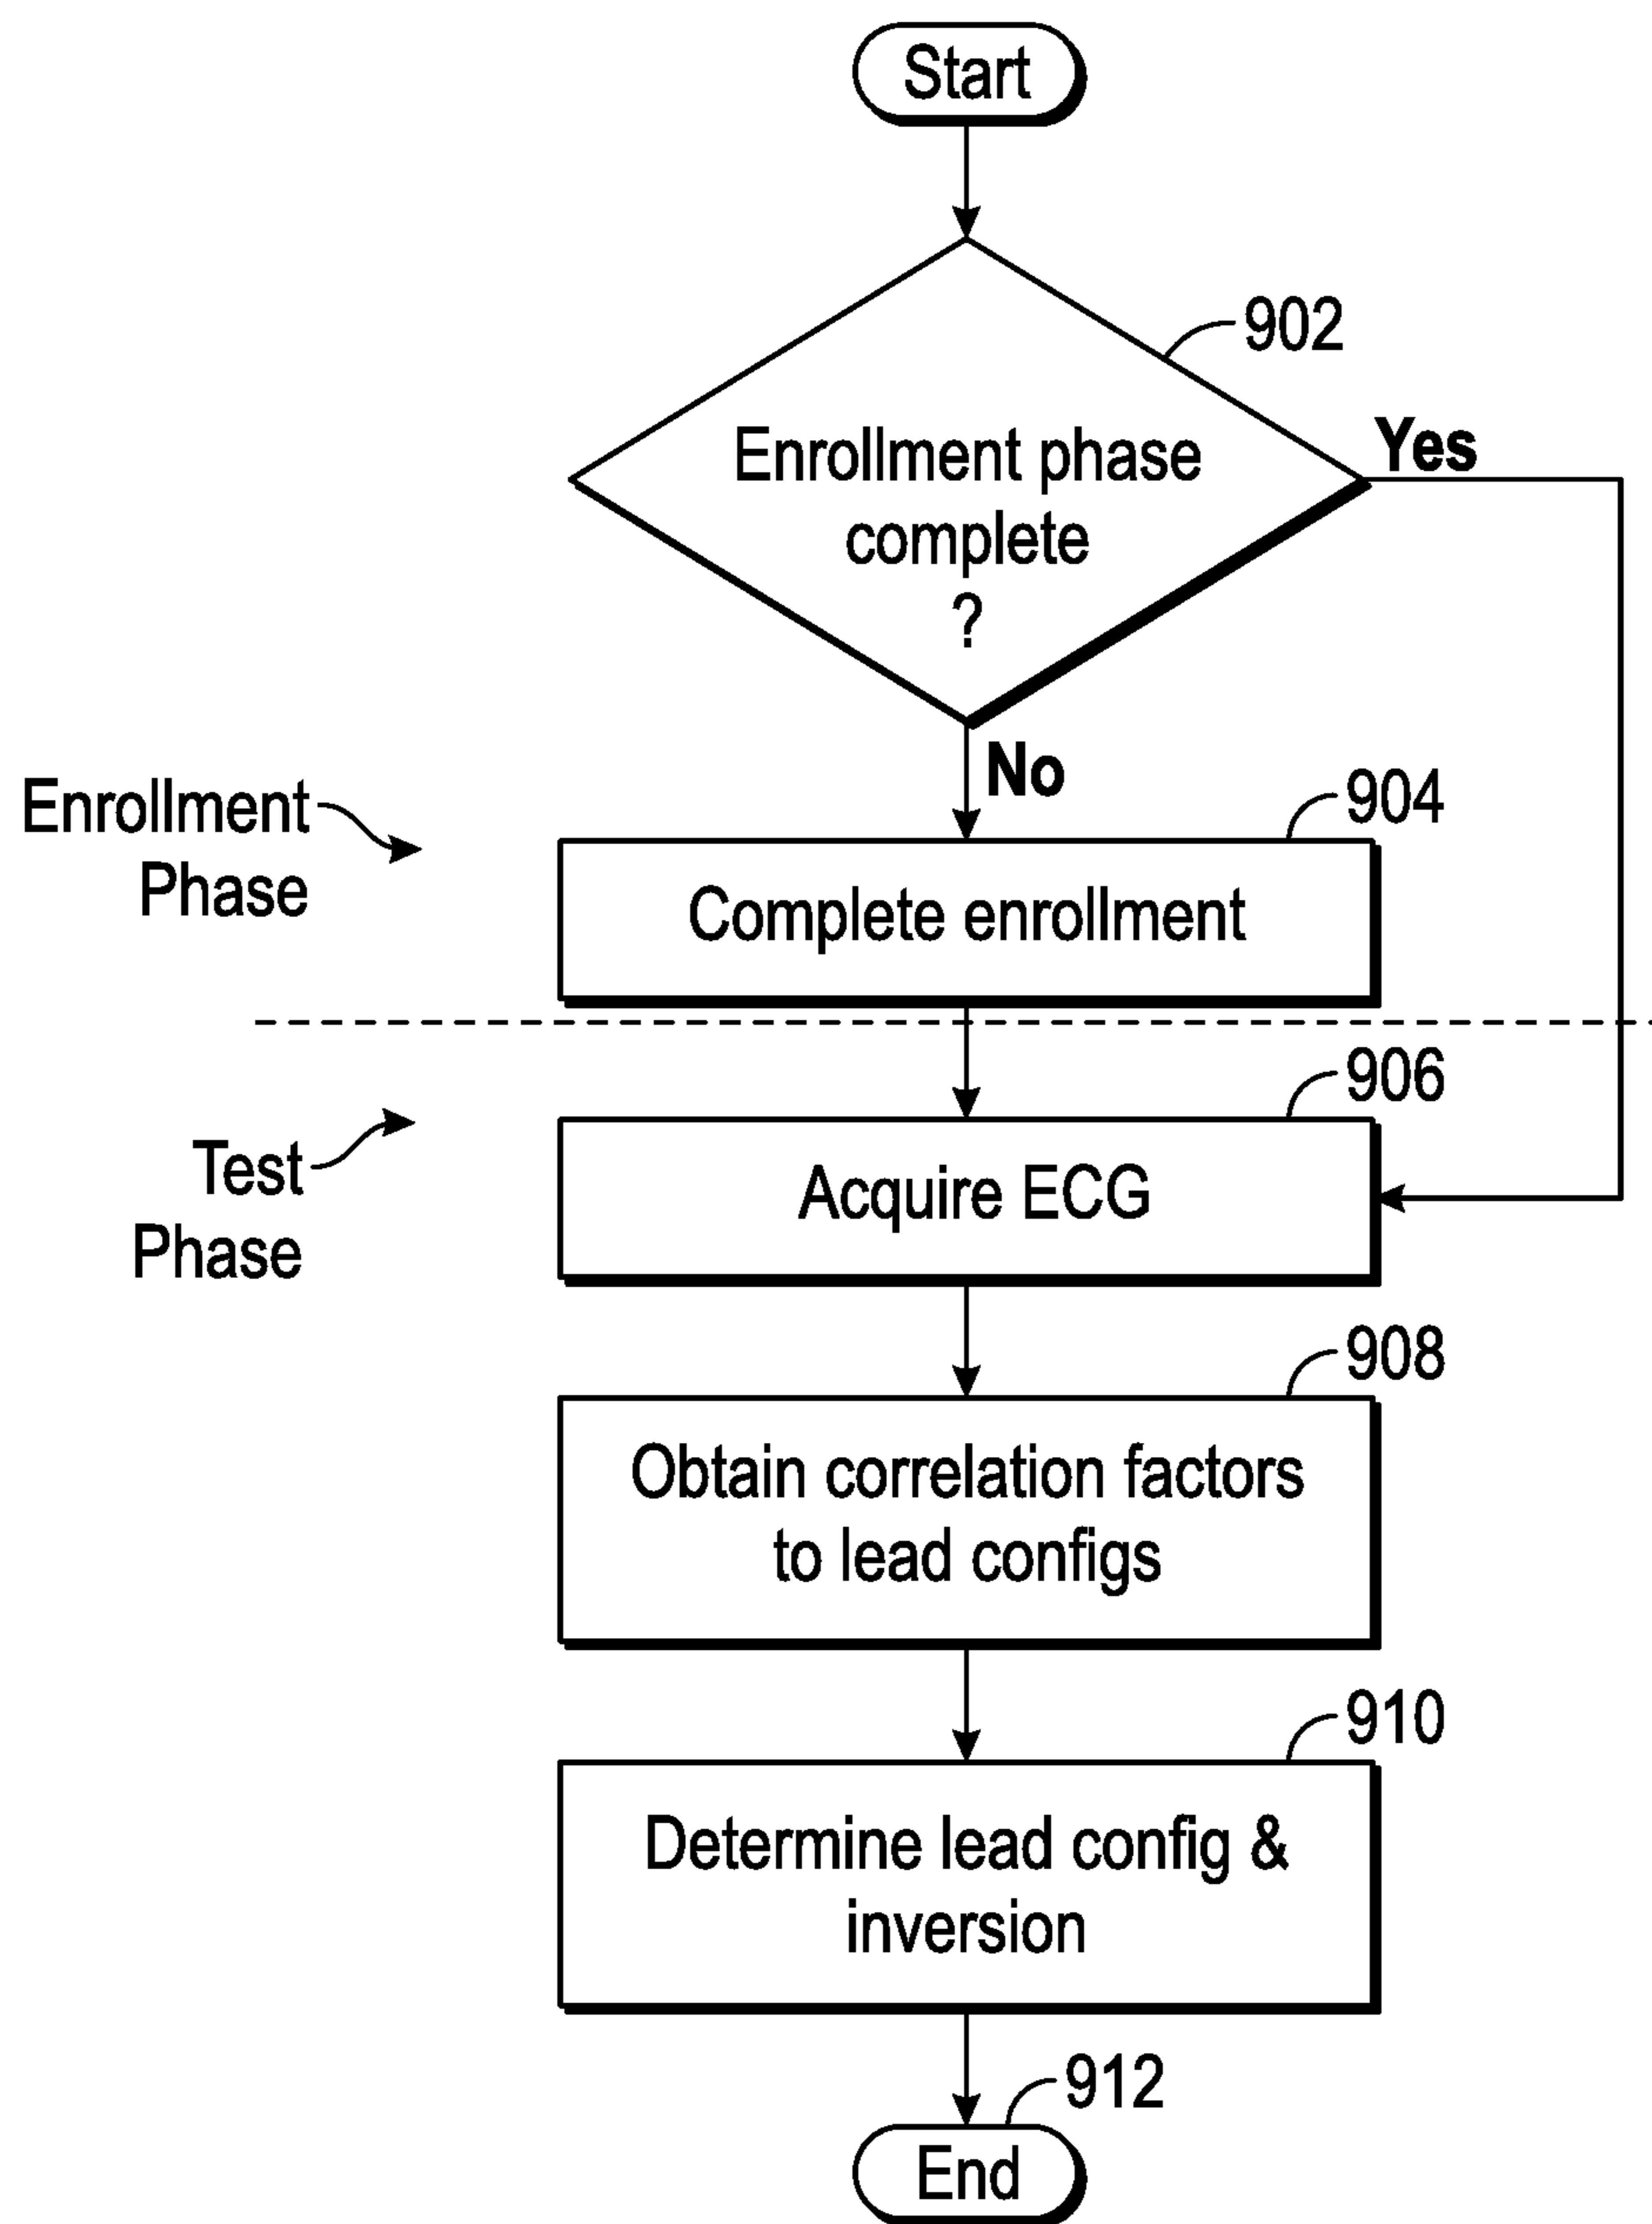 Start
902
Enrollment phase
complete
?
Yes
No
Enrollment
Phase
904
Complete enrollment
906
Test
Phase
Acquire ECG
908
Obtain correlation factors
to lead configs
910
Determine lead config &
inversion
912
End